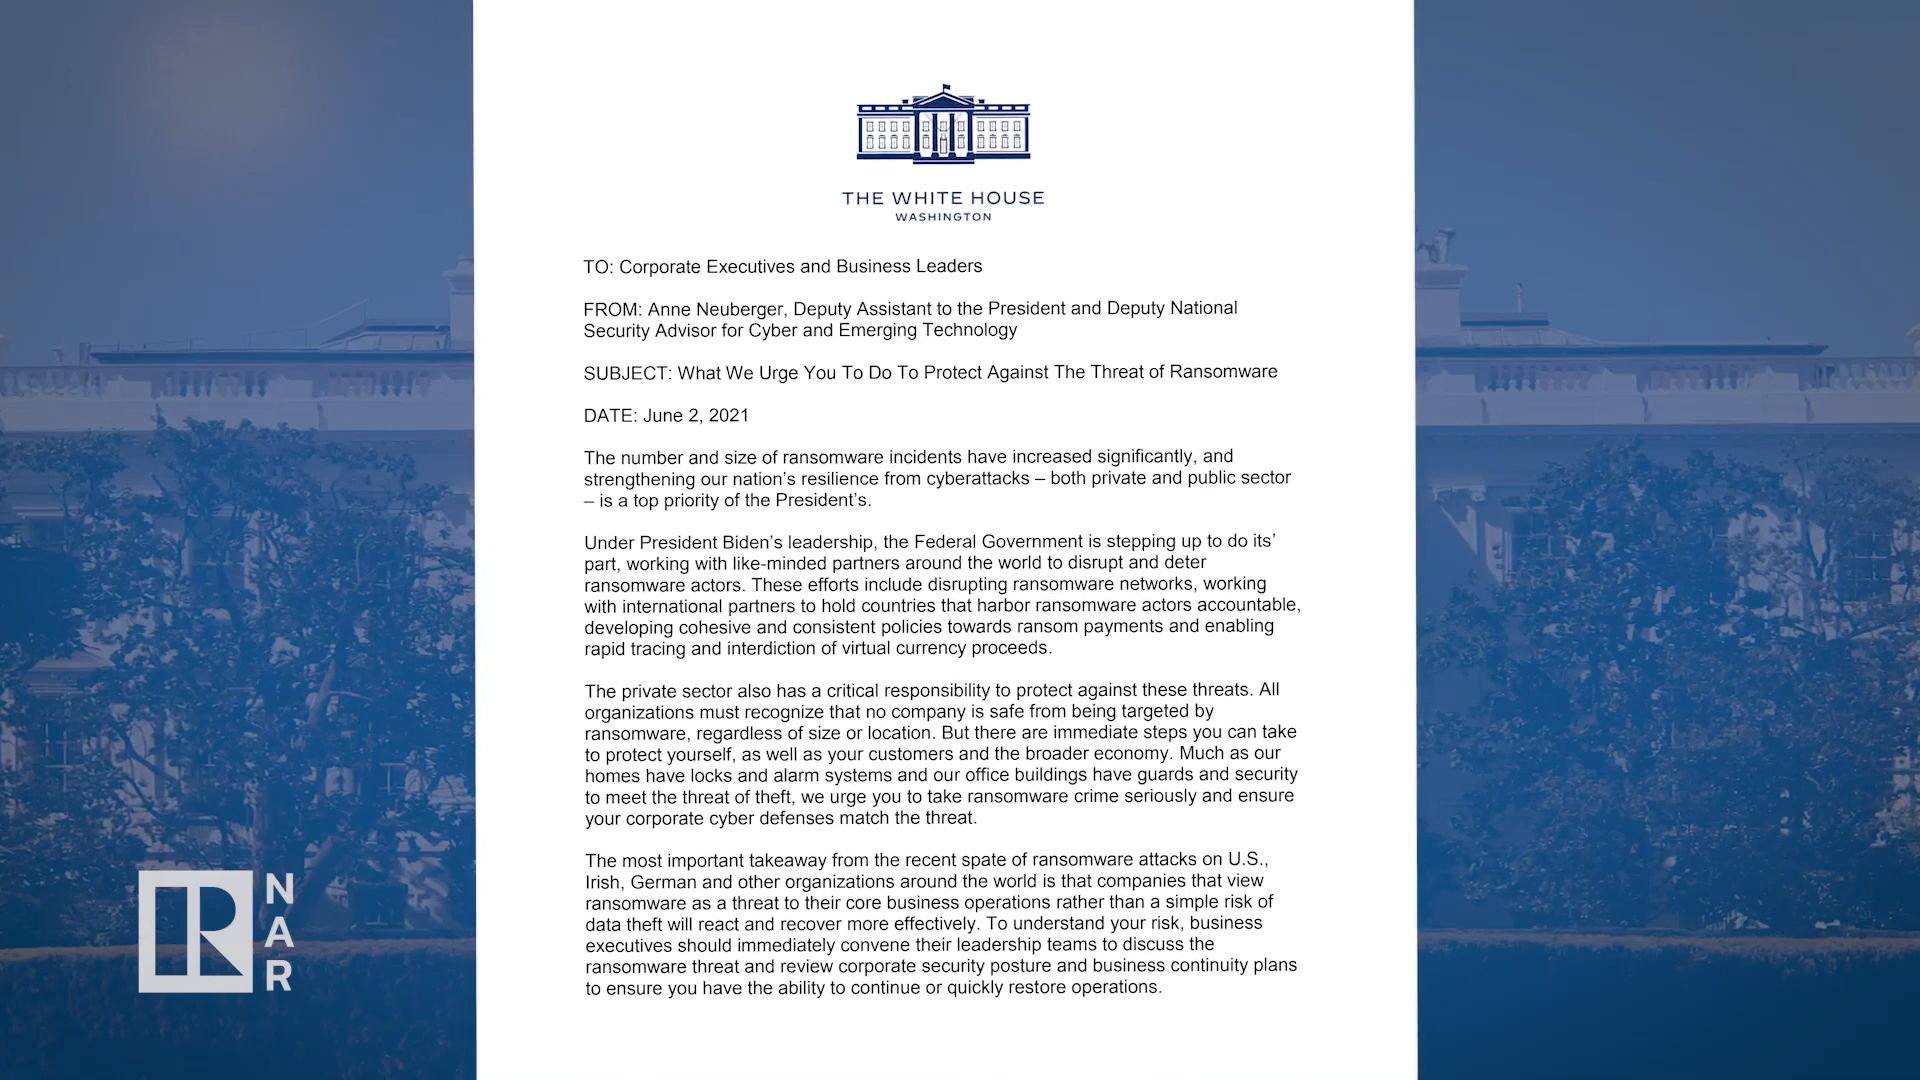 THE WHITE HOUSE
WASHINGTON
TO: Corporate Executives and Business Leaders
FROM: Anne Neuberger, Deputy Assistant to the President and Deputy National
Security Advisor for Cyber and Emerging Technology
SUBJECT: What We Urge You To Do To Protect Against The Threat of Ransomware
DATE: June 2, 2021
The number and size of ransomware incidents have increased significantly, and
strengthening our nation’s resilience from cyberattacks – both private and public sector
– is a top priority of the President’s.
Under President Biden’s leadership, the Federal Government is stepping up to do its’
part, working with like-minded partners around the world to disrupt and deter
ransomware actors. These efforts include disrupting ransomware networks, working
with international partners to hold countries that harbor ransomware actors accountable,
developing cohesive and consistent policies towards ransom payments and enabling
rapid tracing and interdiction of virtual currency proceeds.
The private sector also has a critical responsibility to protect against these threats. All
organizations must recognize that no company is safe from being targeted by
ransomware, regardless of size or location. But there are immediate steps you can take
to protect yourself, as well as your customers and the broader economy. Much as our
homes have locks and alarm systems and our office buildings have guards and security
to meet the threat of theft, we urge you to take ransomware crime seriously and ensure
your corporate cyber defenses match the threat.
The most important takeaway from the recent spate of ransomware attacks on U.S.,
Irish, German and other organizations around the world is that companies that view
ransomware as a threat to their core business operations rather than a simple risk of
data theft will react and recover more effectively. To understand your risk, business
executives should immediately convene their leadership teams to discuss the
ransomware threat and review corporate security posture and business continuity plans
to ensure you have the ability to continue or quickly restore operations.
R
NAR